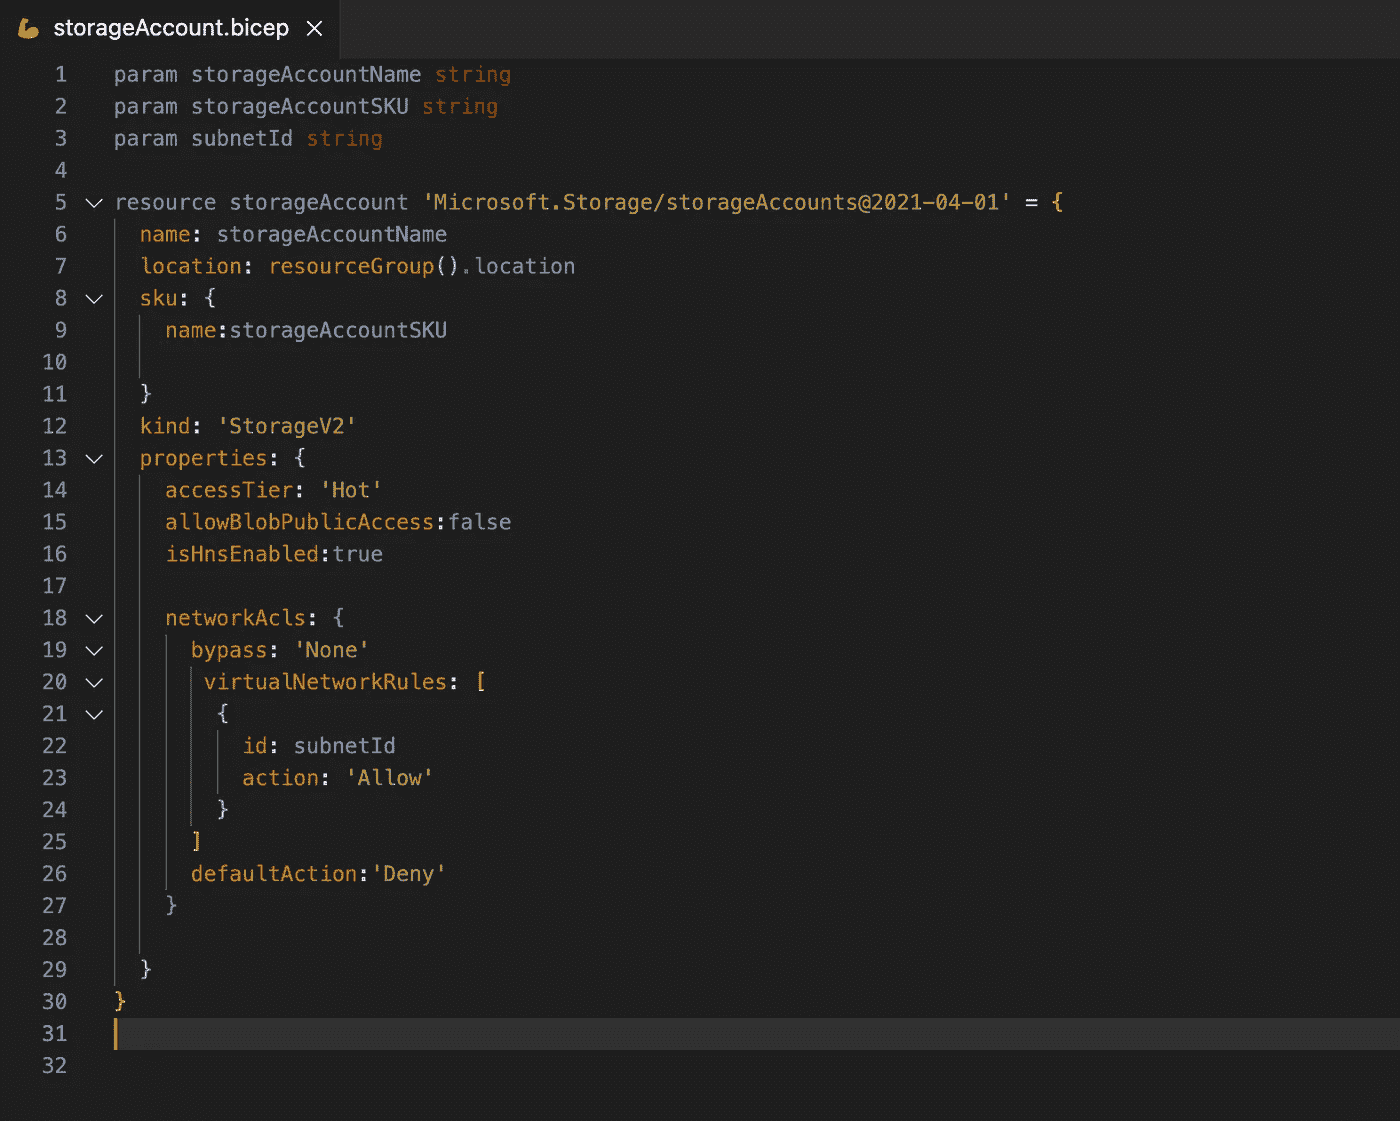 storageAccount.bicep
1 param storageAccountName string
2 param storageAccountSKU string
3 param subnetId string
4
5 resource storageAccount 'Microsoft.Storage/storageAccounts@2021-04-01' = {
6   name: storageAccountName
7   location: resourceGroup().location
8   sku: {
9     name:storageAccountSKU
10
11   }
12   kind: 'StorageV2'
13   properties: {
14     accessTier: 'Hot'
15     allowBlobPublicAccess:false
16     isHnsEnabled:true
17
18     networkAcls: {
19       bypass: 'None'
20        virtualNetworkRules: [
21         {
22           id: subnetId
23           action: 'Allow'
24         }
25       ]
26       defaultAction:'Deny'
27     }
28
29   }
30 }
31
32